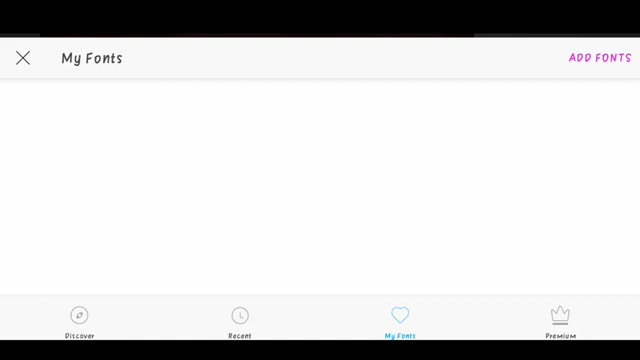 My Fonts
ADD FONTS
Discover
Recent
My Fonts
Premium